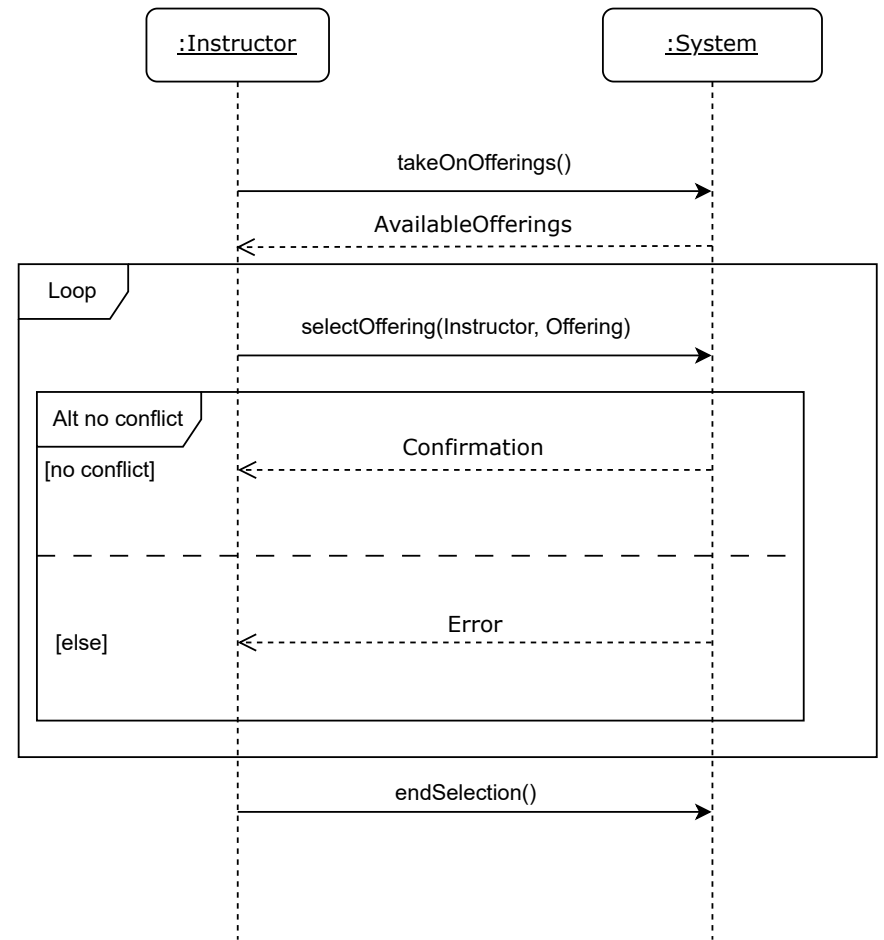 :Instructor
:System
takeOnOfferings()
AvailableOfferings
Loop
selectOffering(Instructor, Offering)
Alt no conflict
Confirmation
[no conflict]
Error
[else]
endSelection()